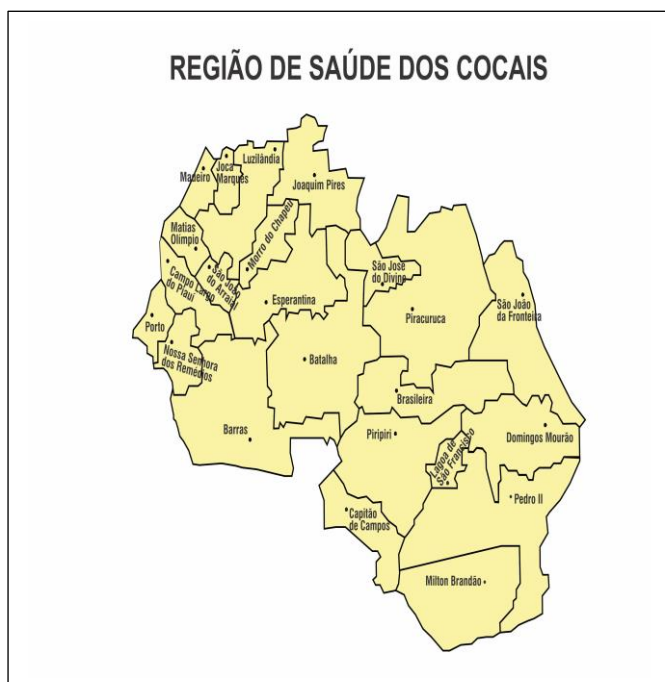 REGIÃO DE SAÚDE DOS COCAIS
Luzilândia
Joca
Marques
Madeiro
Joaquim Pires
Matias
Olímpio
Morro do Chapéu
São João
do Arraial
Campo Largo
do Piauí
São José
do Divino
Esperantina
Piracuruca
São João
da Fronteira
Porto
Nossa Senhora
dos Remédios
Batalha
Brasileira
Barras
Piripiri
Domingos Mourão
Lagoa de
São Francisco
Pedro II
Capitão
de Campos
Milton Brandão